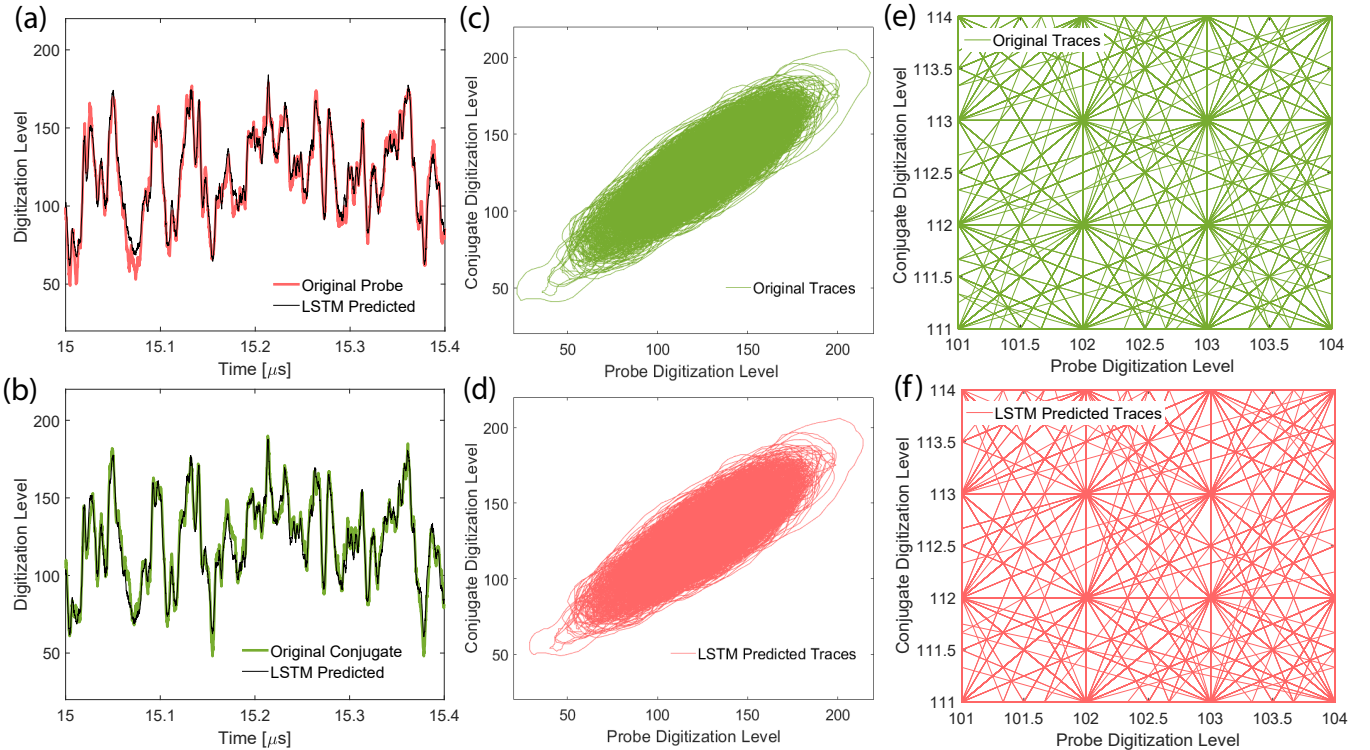 (a)
200
150
100
50
Digitization Level
Original Probe
LSTM Predicted
15
15.1
15.2
15.3
15.4
Time [μs]
(b)
200
150
100
50
Digitization Level
Original Conjugate
LSTM Predicted
15
15.1
15.2
15.3
15.4
Time [μs]
(c)
200
150
100
50
Conjugate Digitization Level
Original Traces
50
100
150
200
Probe Digitization Level
(d)
200
150
100
50
Conjugate Digitization Level
LSTM Predicted Traces
50
100
150
200
Probe Digitization Level
(e)
114
113.5
113
112.5
112
111.5
111
Conjugate Digitization Level
Original Traces
101
101.5
102
102.5
103
103.5
104
Probe Digitization Level
(f)
114
113.5
113
112.5
112
111.5
111
Conjugate Digitization Level
LSTM Predicted Traces
101
101.5
102
102.5
103
103.5
104
Probe Digitization Level